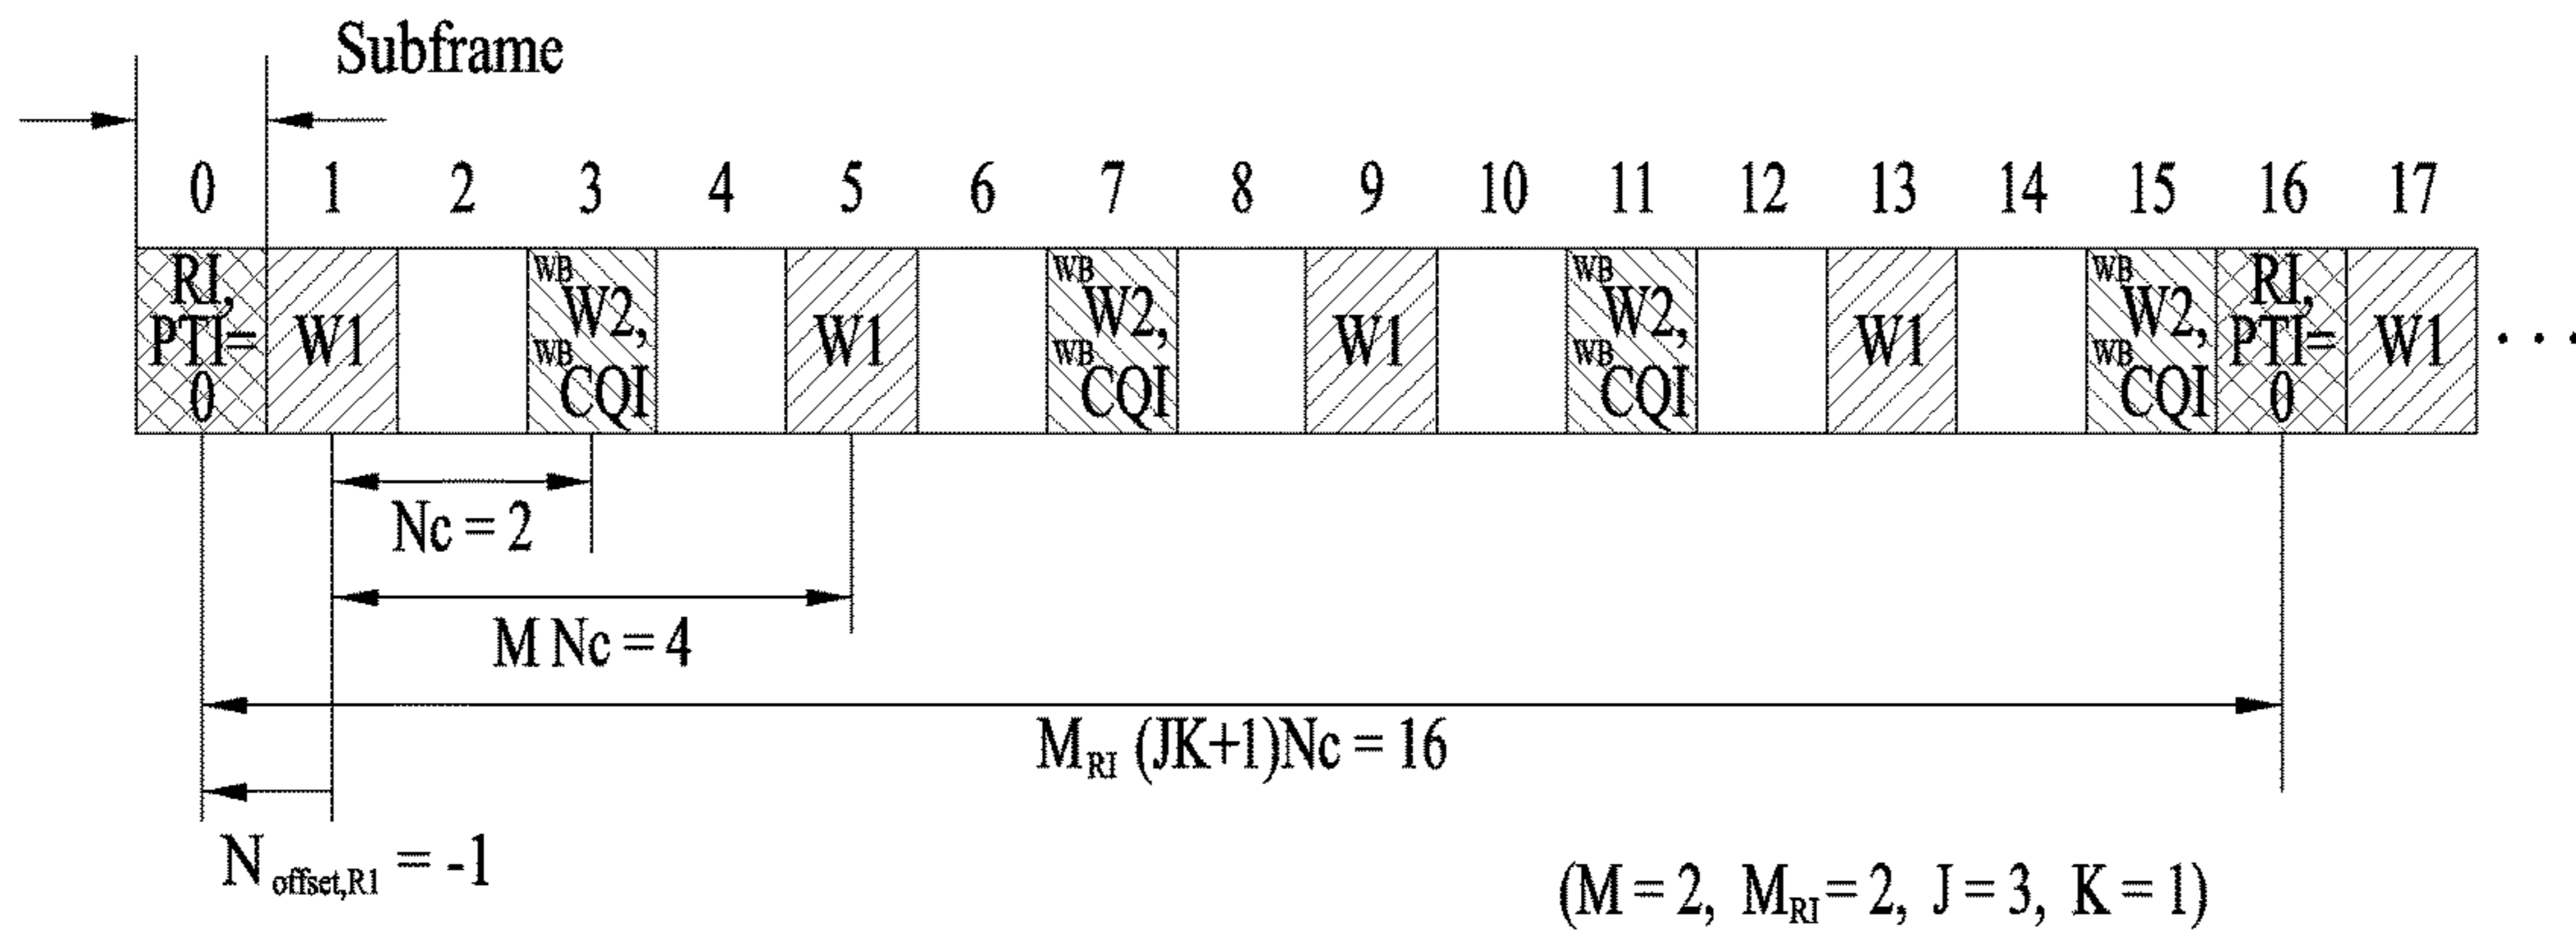 Subframe
0 1 2 3 4 5 6 7 8 9 10 11 12 13 14 15 16 17
RI,
PTI=
0
W1
WB
W2,
WB
CQI
W1
WB
W2,
WB
CQI
W1
WB
W2,
WB
CQI
W1
WB
W2,
WB
CQI
RI,
PTI=
0
W1
...
Nc = 2
M Nc = 4
MRI (JK+1)Nc = 16
Noffset,R1 = -1
(M = 2, MRI = 2, J = 3, K = 1)